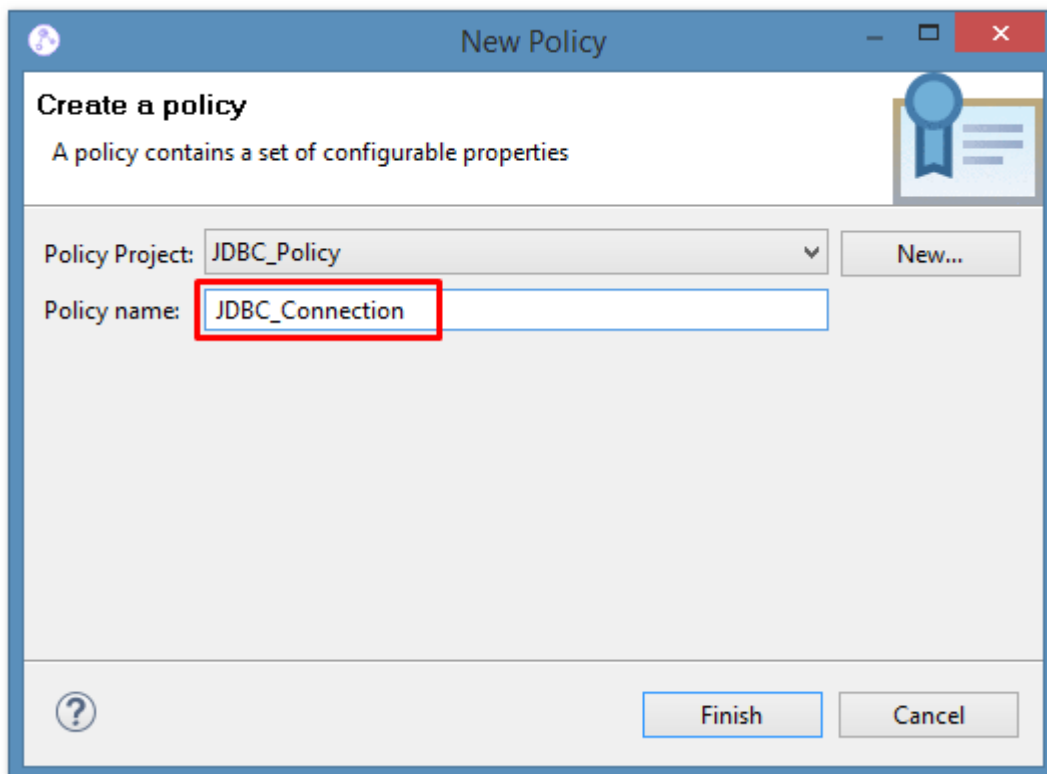 New Policy
Create a policy
A policy contains a set of configurable properties
Policy Project: JDBC_Policy New...
Policy name: JDBC_Connection
? Finish Cancel